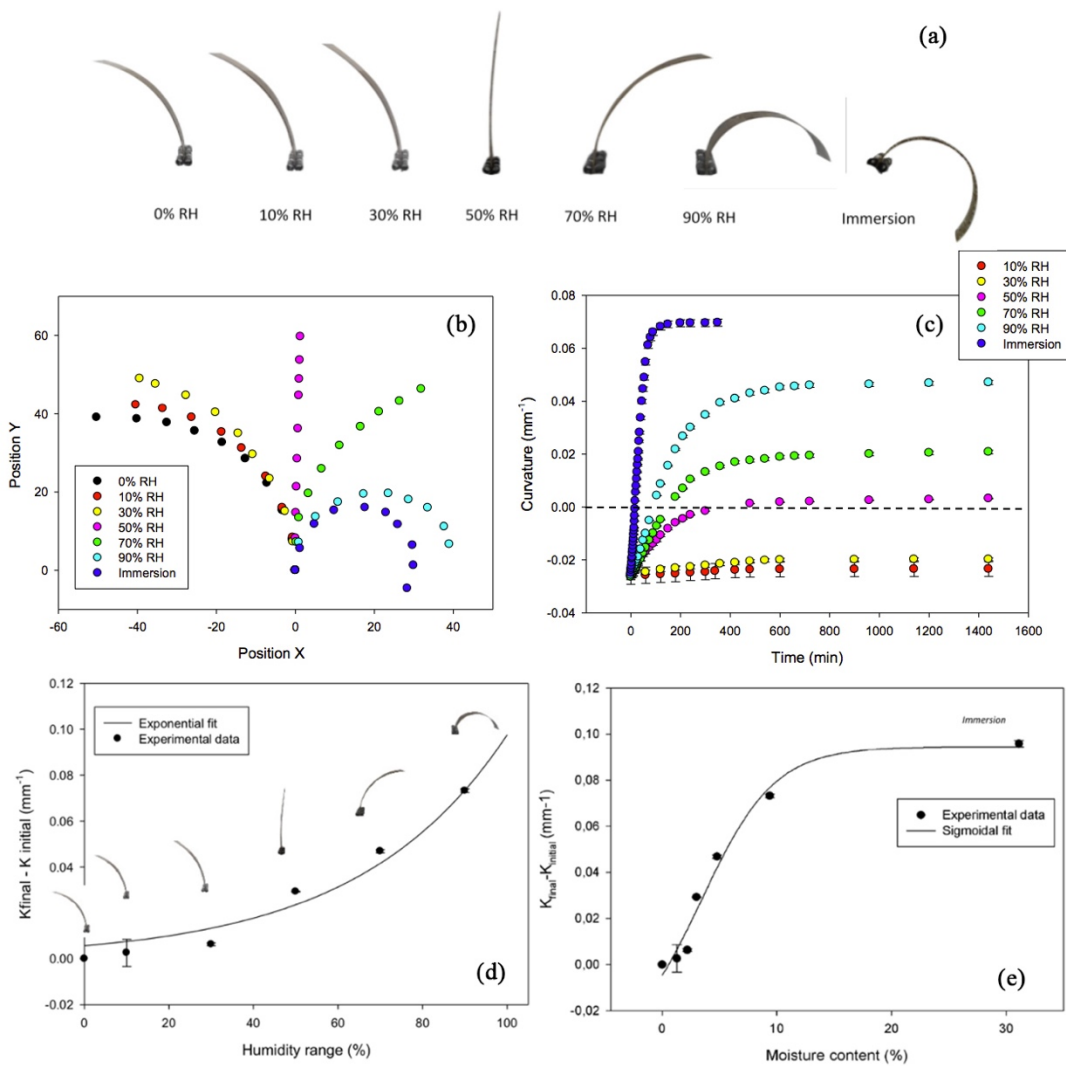 (a)
0% RH 10% RH 30% RH 50% RH 70% RH 90% RH Immersion
(b)
Position Y
60
40
20
0
-60 -40 -20 0 20 40
Position X
0% RH
10% RH
30% RH
50% RH
70% RH
90% RH
Immersion
(c)
10% RH
30% RH
50% RH
70% RH
90% RH
Immersion
Curvature (mm⁻¹)
0.08
0.06
0.04
0.02
0.00
-0.02
-0.04
0 200 400 600 800 1000 1200 1400 1600
Time (min)
Kfinal - K initial (mm⁻¹)
0.12
0.10
0.08
0.06
0.04
0.02
0.00
-0.02
Exponential fit
Experimental data
(d)
0 20 40 60 80 100
Humidity range (%)
K_final-K_initial (mm-1)
0,12
0,10
0,08
0,06
0,04
0,02
0,00
-0,02
Immersion
Experimental data
Sigmoidal fit
(e)
0 10 20 30
Moisture content (%)